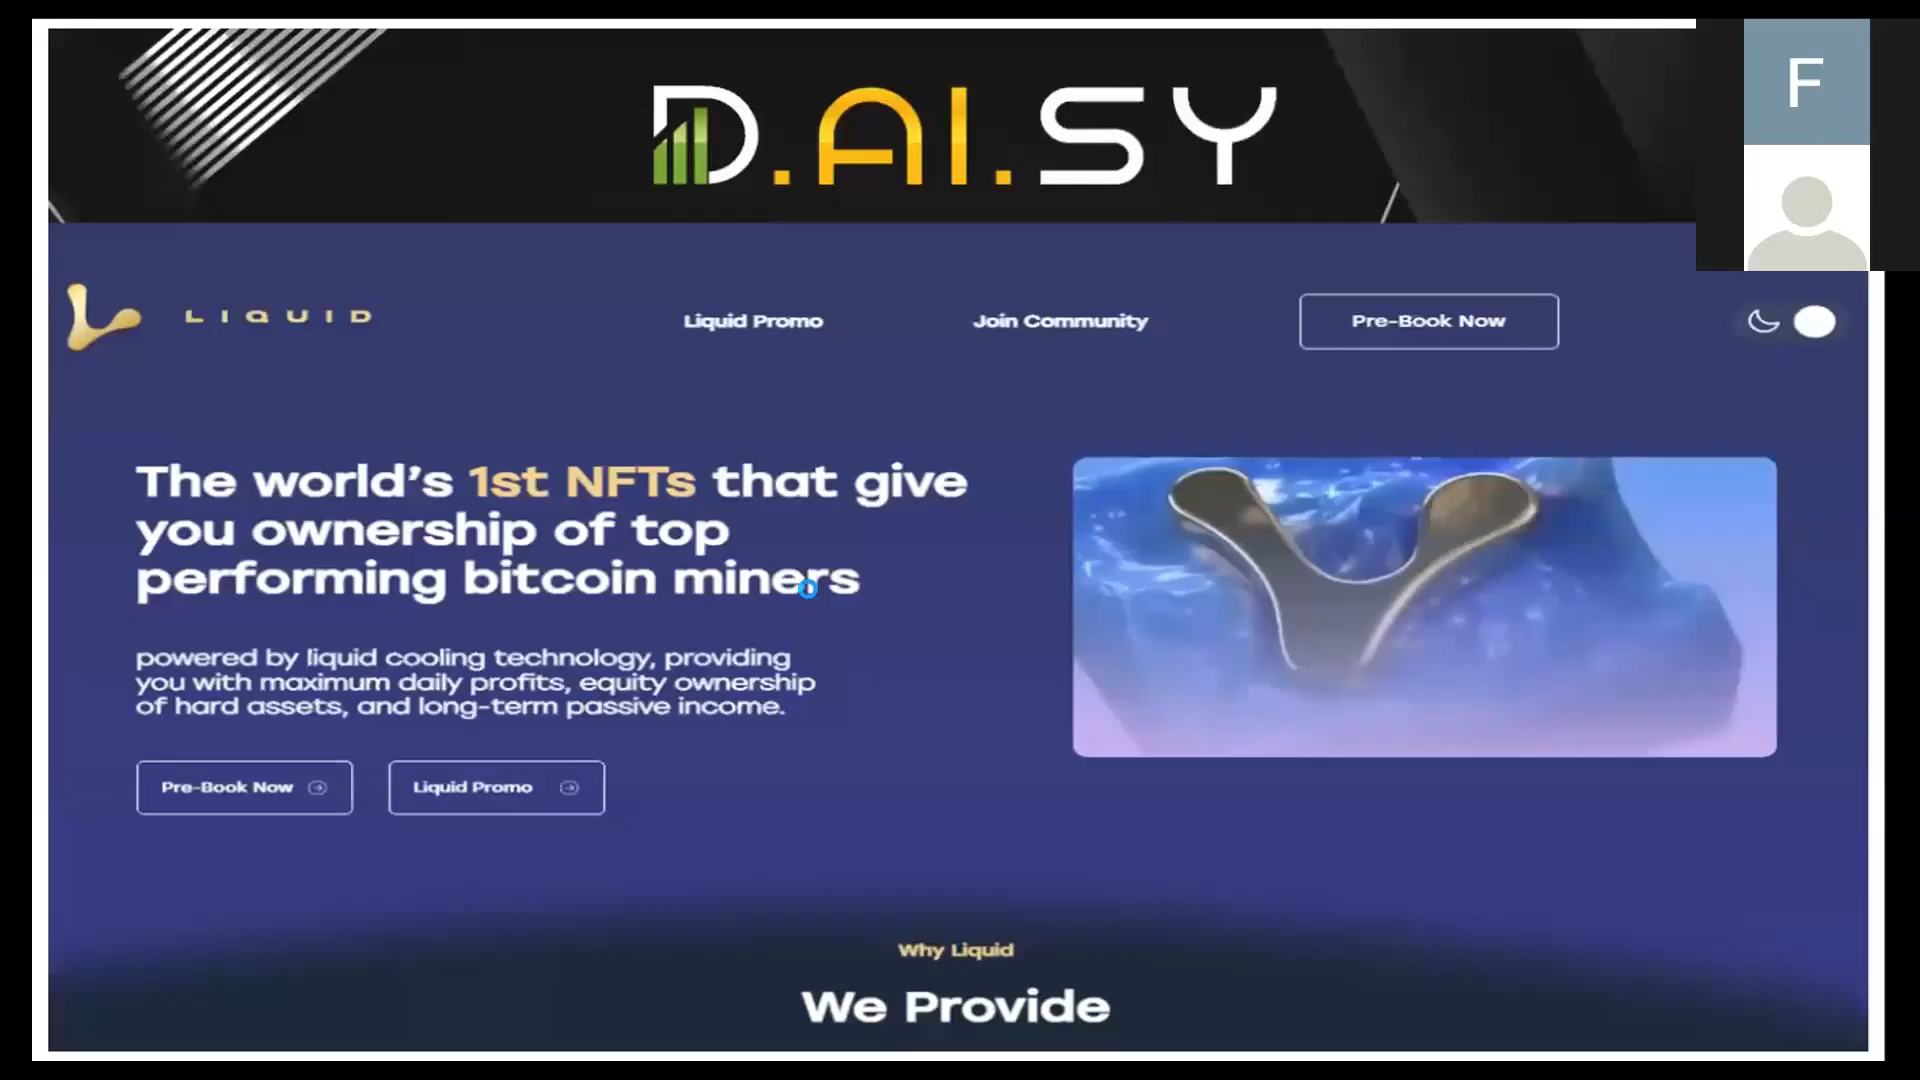 D.AI.SY
F
LIQUID
Liquid Promo
Join Community
Pre-Book Now
The world's 1st NFTs that give
you ownership of top
performing bitcoin miners
powered by liquid cooling technology, providing
you with maximum daily profits, equity ownership
of hard assets, and long-term passive income.
Pre-Book Now
Liquid Promo
Why Liquid
We Provide